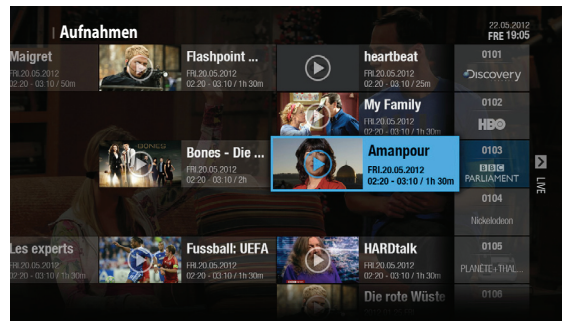 Aufnahmen
22.05.2012
FRE 19:05
Maigret
FRI.20.05.2012
02:20 - 03:10 / 50m
Flashpoint ...
FRI.20.05.2012
02:20 - 03:10 / 1h 30m
heartbeat
FRI.20.05.2012
02:20 - 03:10 / 25m
0101
Discovery
My Family
FRI.20.05.2012
02:20 - 03:10 / 1h 30m
0102
HBO
BONES
Bones - Die ...
FRI.20.05.2012
02:20 - 03:10 / 2h
Amanpour
FRI.20.05.2012
02:20 - 03:10 / 1h 30m
0103
BBC
PARLIAMENT
LIVE
0104
Nickelodeon
Les experts
FRI.20.05.2012
02:20 - 03:10 / 1h 30m
Fussball: UEFA
FRI.20.05.2012
02:20 - 03:10 / 1h 30m
HARDtalk
FRI.20.05.2012
02:20 - 03:10 / 1h 30m
0105
PLANETE+THAL...
Die rote Wüste
0106